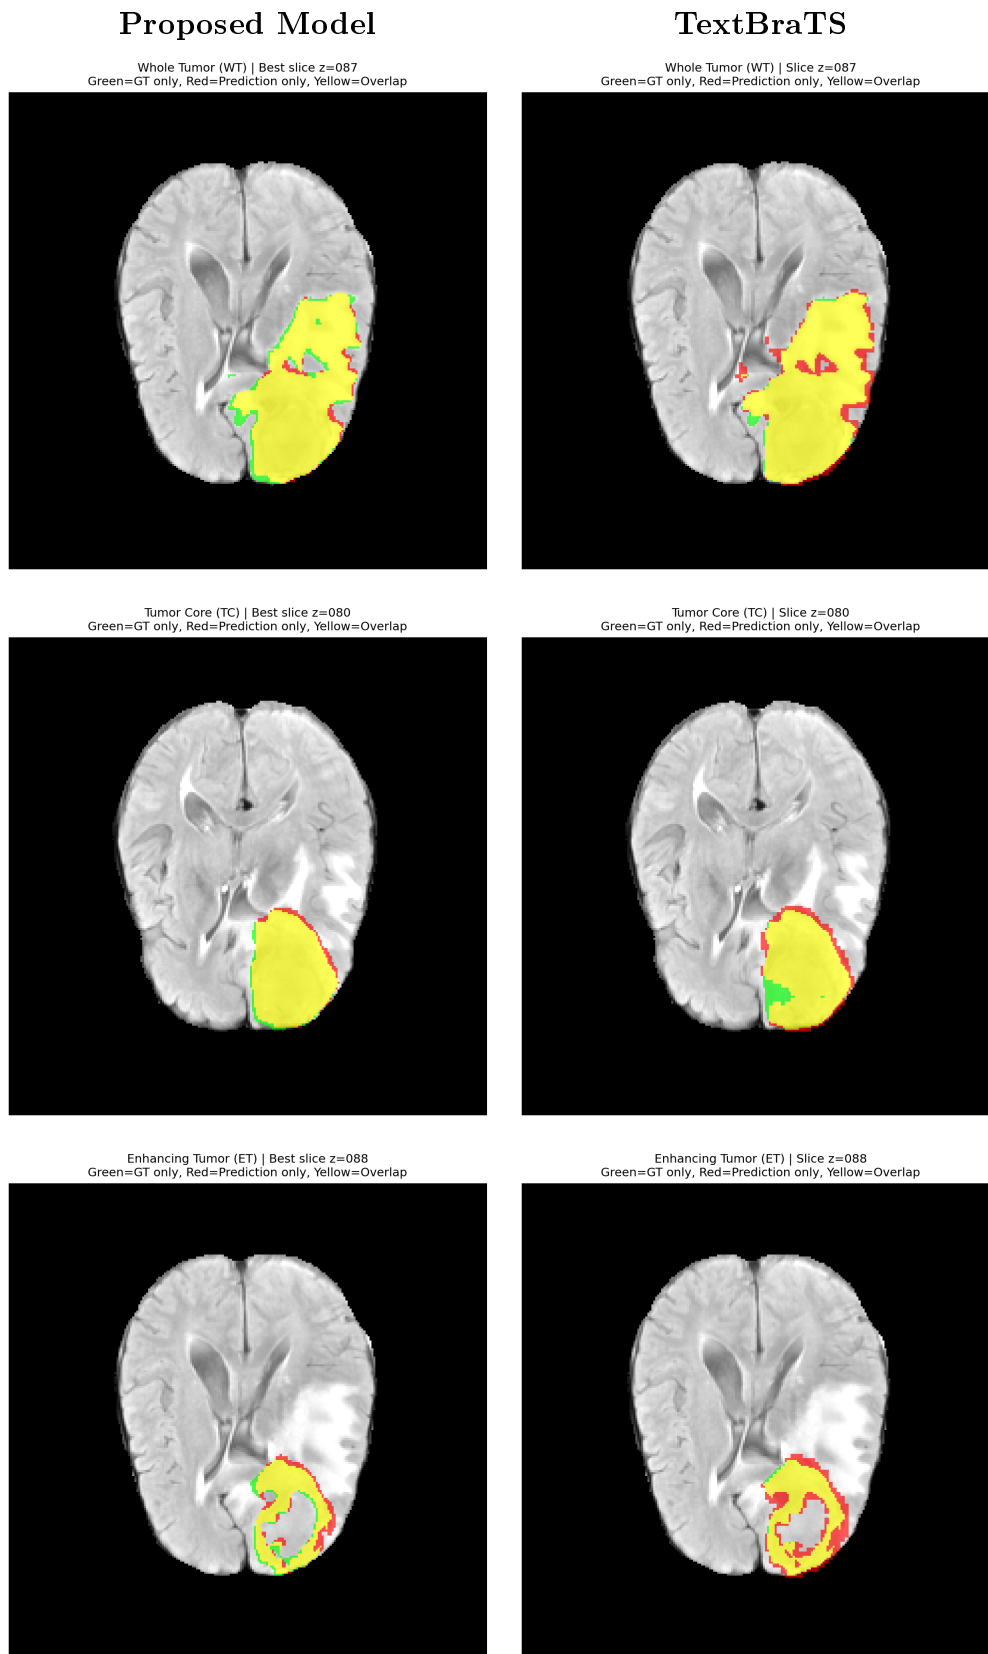 Proposed Model
TextBraTS
Whole Tumor (WT) | Best slice z=087
Green=GT only, Red=Prediction only, Yellow=Overlap
Whole Tumor (WT) | Slice z=087
Green=GT only, Red=Prediction only, Yellow=Overlap
Tumor Core (TC) | Best slice z=080
Green=GT only, Red=Prediction only, Yellow=Overlap
Tumor Core (TC) | Slice z=080
Green=GT only, Red=Prediction only, Yellow=Overlap
Enhancing Tumor (ET) | Best slice z=088
Green=GT only, Red=Prediction only, Yellow=Overlap
Enhancing Tumor (ET) | Slice z=088
Green=GT only, Red=Prediction only, Yellow=Overlap